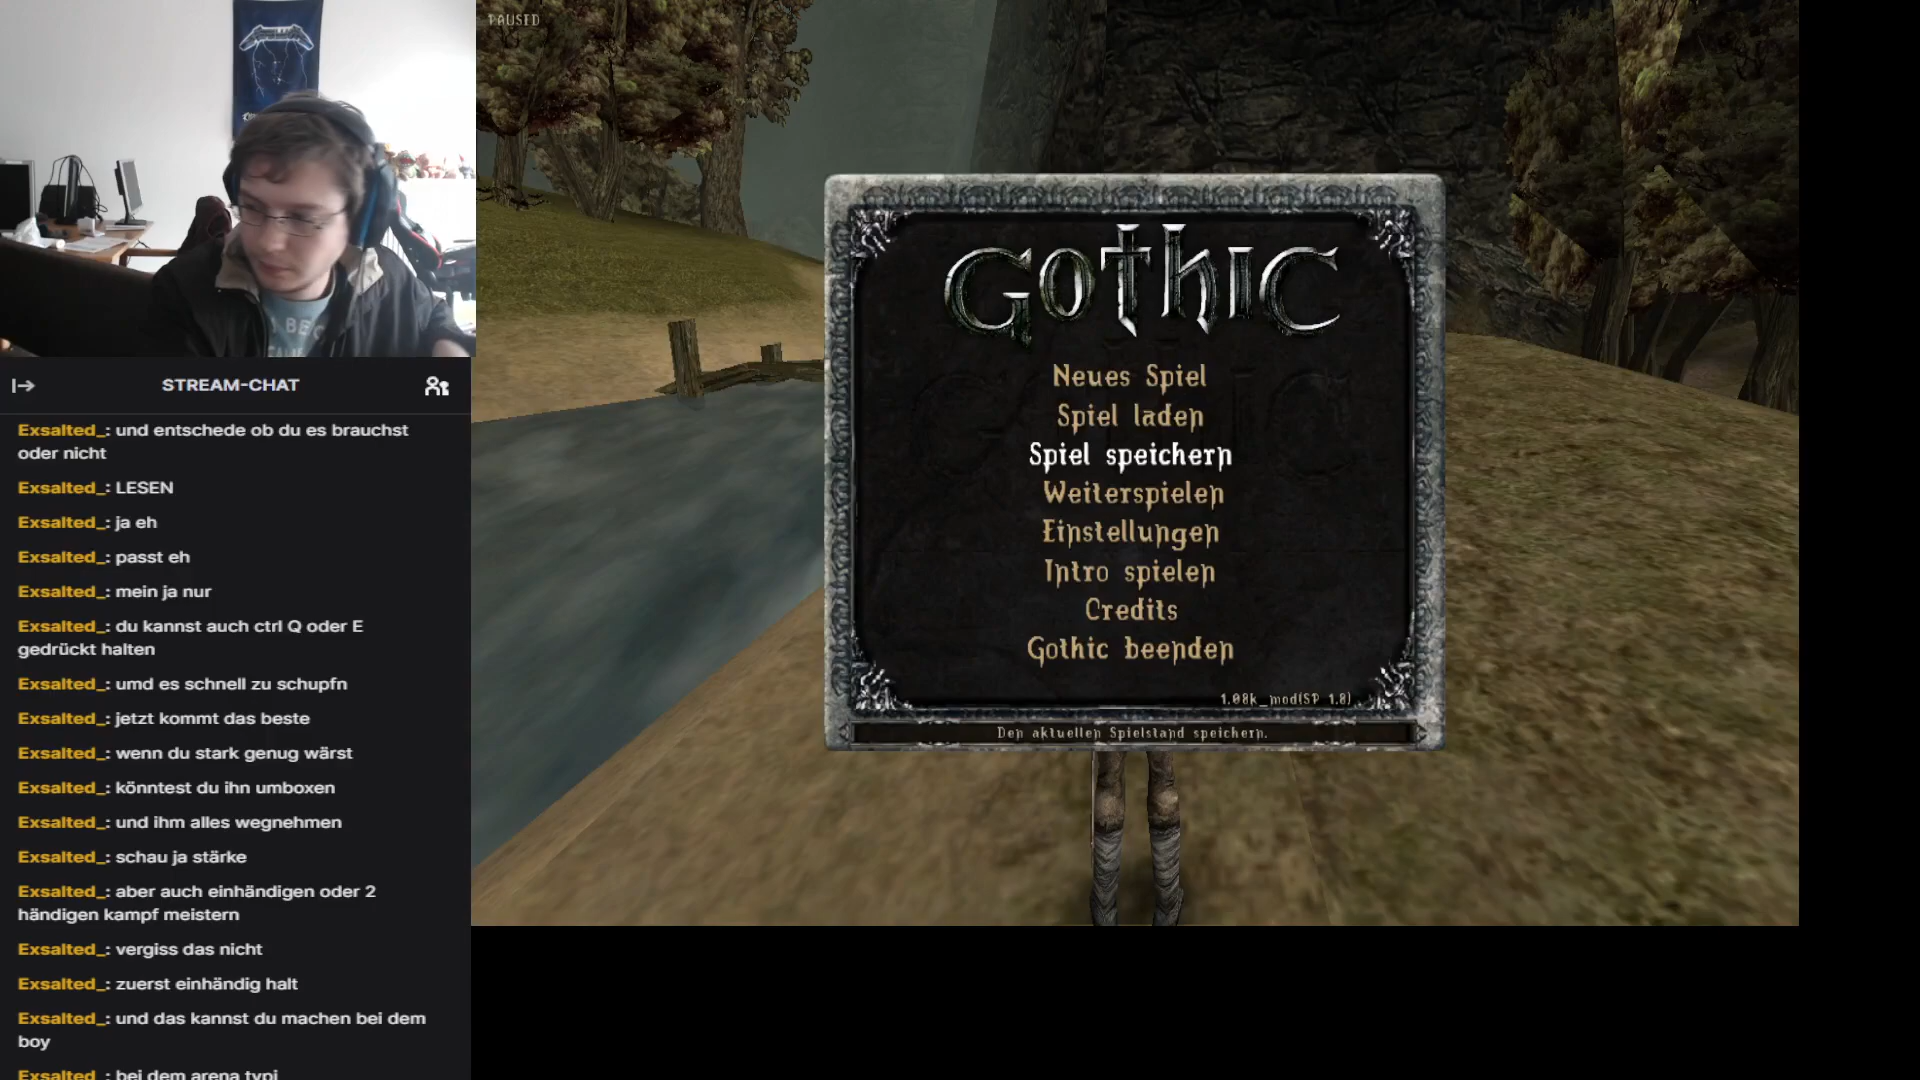 PAUSED
STREAM-CHAT
Exsalted_: und entschede ob du es brauchst
oder nicht
Exsalted_: LESEN
Exsalted_: ja eh
Exsalted_: passt eh
Exsalted_: mein ja nur
Exsalted_: du kannst auch ctrl Q oder E
gedrückt halten
Exsalted_: umd es schnell zu schupfn
Exsalted_: jetzt kommt das beste
Exsalted_: wenn du stark genug wärst
Exsalted_: könntest du ihn umboxen
Exsalted_: und ihm alles wegnehmen
Exsalted_: schau ja stärke
Exsalted_: aber auch einhändigen oder 2
händigen kampf meistern
Exsalted_: vergiss das nicht
Exsalted_: zuerst einhändig halt
Exsalted_: und das kannst du machen bei dem
boy
Exsalted_: bei dem arena typi
GOTHIC
Neues Spiel
Spiel laden
Spiel speichern
Weiterspielen
Einstellungen
Intro spielen
Credits
Gothic beenden
1.08k_mod(SP 1.8)
Den aktuellen Spielstand speichern.